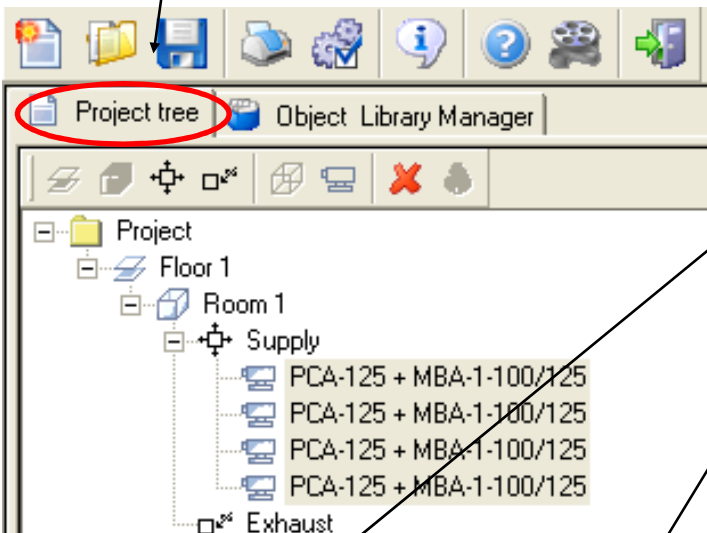 Project tree Object Library Manager
Project
Floor 1
Room 1
Supply
PCA-125 + MBA-1-100/125
PCA-125 + MBA-1-100/125
PCA-125 + MBA-1-100/125
PCA-125 + MBA-1-100/125
Exhaust